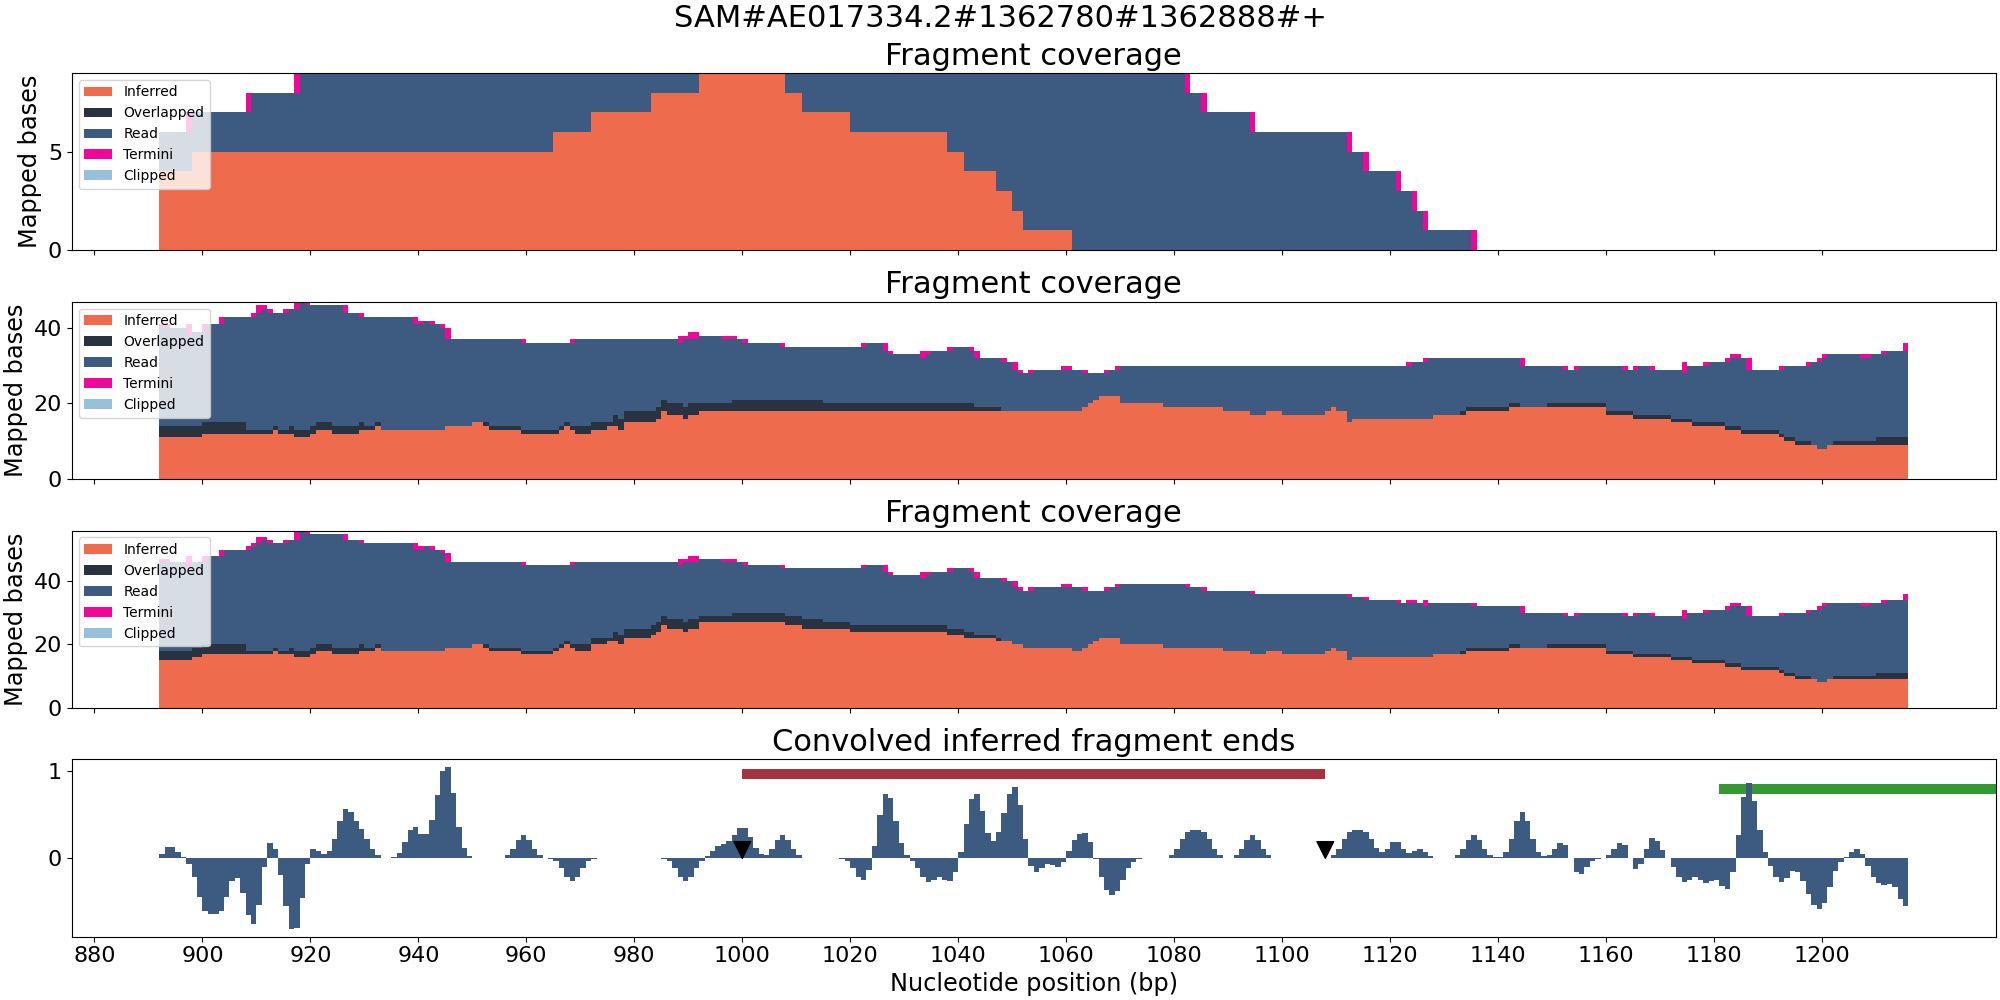 SAM#AE017334.2#1362780#1362888#+
Fragment coverage
Mapped bases
5
0
Inferred
Overlapped
Read
Termini
Clipped
Fragment coverage
Mapped bases
40
20
0
Inferred
Overlapped
Read
Termini
Clipped
Fragment coverage
Mapped bases
40
20
0
Inferred
Overlapped
Read
Termini
Clipped
Convolved inferred fragment ends
1
0
880 900 920 940 960 980 1000 1020 1040 1060 1080 1100 1120 1140 1160 1180 1200
Nucleotide position (bp)